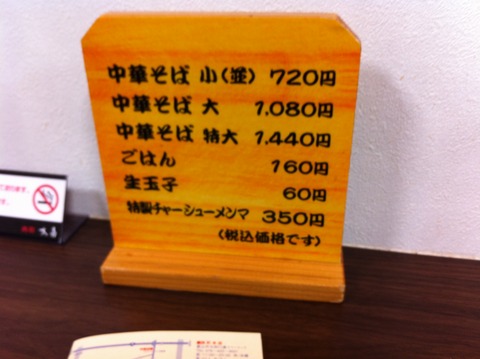 中華そば 小(並) 720円
中華そば 大 1,080円
中華そば 特大 1,440円
ごはん 160円
生玉子 60円
特製チャーシューメンマ 350円
(税込価格です)